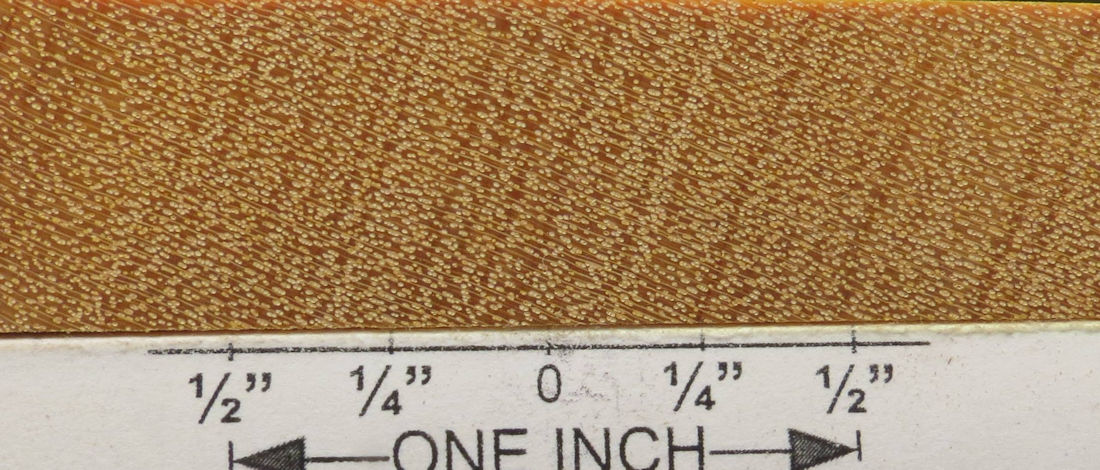 ½” ¼” 0 ¼” ½”
ONE INCH